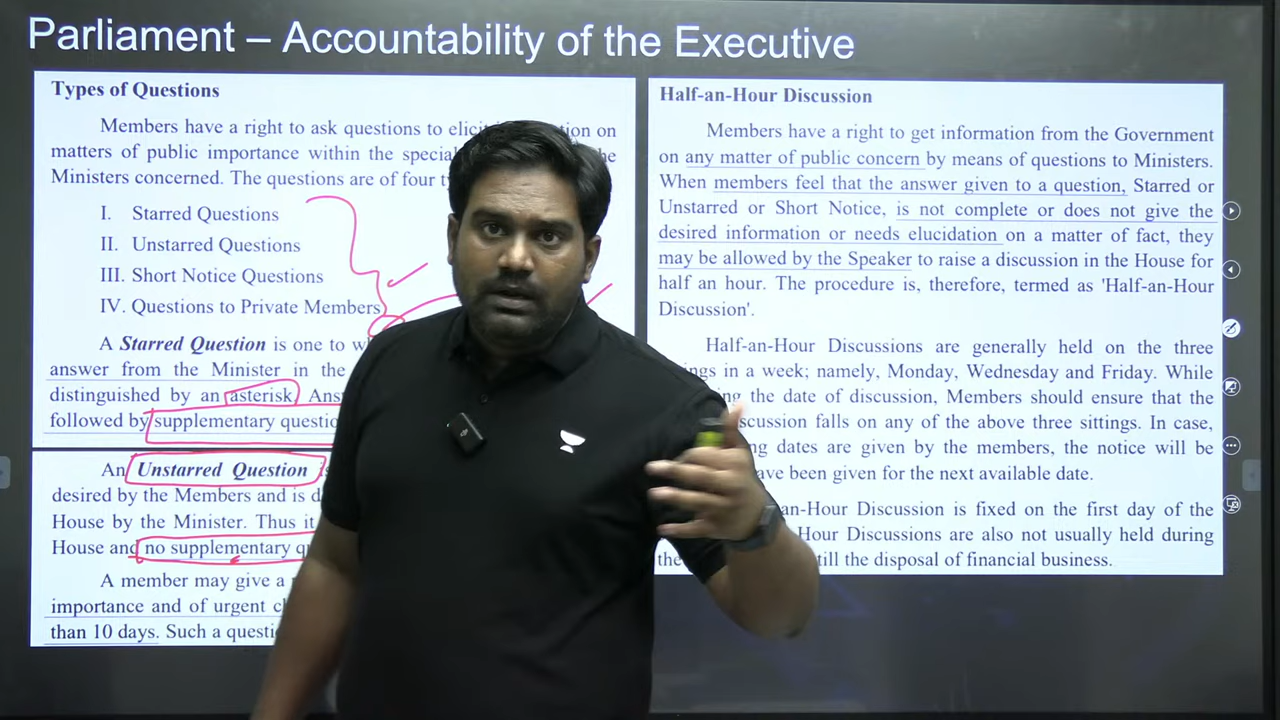 Parliament – Accountability of the Executive
Types of Questions
Members have a right to ask questions to elicit on
matters of public importance within the special
Ministers concerned. The questions are of four
I. Starred Questions
II. Unstarred Questions
III. Short Notice Questions
IV. Questions to Private Members
A Starred Question is one to
answer from the Minister in the
distinguished by an asterisk.
followed by supplementary
An Unstarred Question
desired by the Members and is
House by the Minister. Thus it
House and no supplementary
A member may give a
importance and of urgent
than 10 days. Such a
Half-an-Hour Discussion
Members have a right to get information from the Government
on any matter of public concern by means of questions to Ministers.
When members feel that the answer given to a question, Starred or
Unstarred or Short Notice, is not complete or does not give the
desired information or needs elucidation on a matter of fact, they
may be allowed by the Speaker to raise a discussion in the House for
half an hour. The procedure is, therefore, termed as 'Half-an-Hour
Discussion'.
Half-an-Hour Discussions are generally held on the three
in a week; namely, Monday, Wednesday and Friday. While
the date of discussion, Members should ensure that the
falls on any of the above three sittings. In case,
dates are given by the members, the notice will be
have been given for the next available date.
an-Hour Discussion is fixed on the first day of the
Hour Discussions are also not usually held during
the till the disposal of financial business.